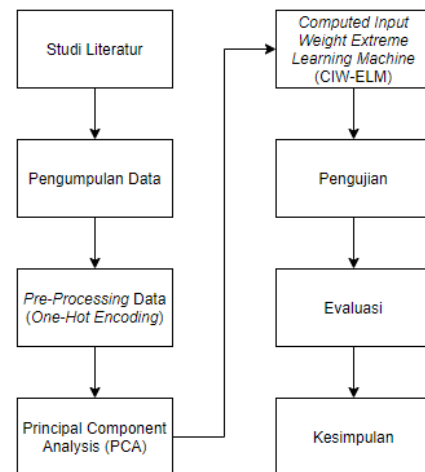 Studi Literatur
Pengumpulan Data
Pre-Processing Data
(One-Hot Encoding)
Principal Component
Analysis (PCA)
Computed Input
Weight Extreme
Learning Machine
(CIW-ELM)
Pengujian
Evaluasi
Kesimpulan